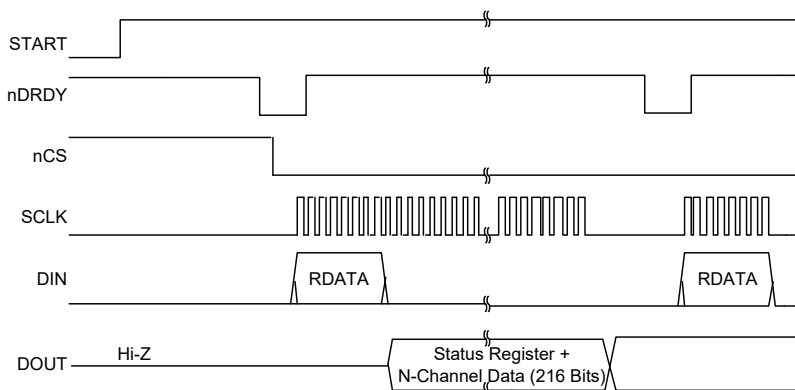 START
nDRDY
nCS
SCLK
DIN
RDATA
RDATA
DOUT
Hi-Z
Status Register +
N-Channel Data (216 Bits)